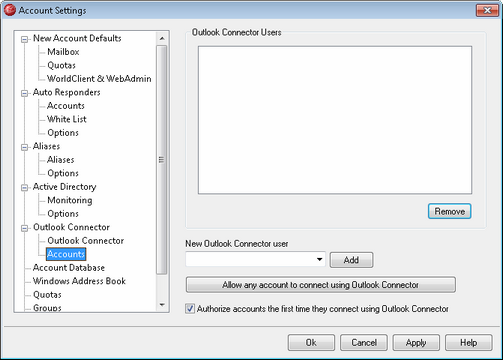 Account Settings
New Account Defaults
Mailbox
Quotas
WorldClient & WebAdmin
Auto Responders
Accounts
White List
Options
Aliases
Aliases
Options
Active Directory
Monitoring
Options
Outlook Connector
Outlook Connector
Accounts
Account Database
Windows Address Book
Quotas
Groups
Outlook Connector Users
Remove
New Outlook Connector user
Add
Allow any account to connect using Outlook Connector
Authorize accounts the first time they connect using Outlook Connector
Ok
Cancel
Apply
Help